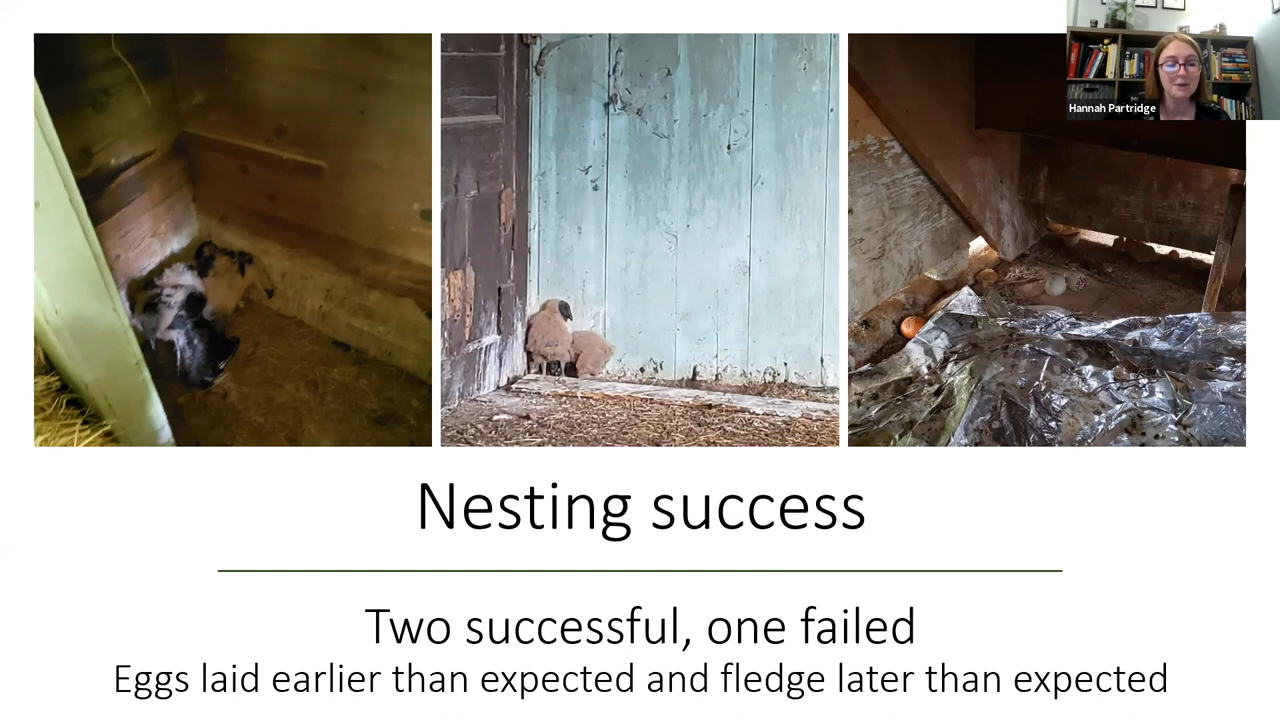 Hannah Partridge
Nesting success
Two successful, one failed
Eggs laid earlier than expected and fledge later than expected